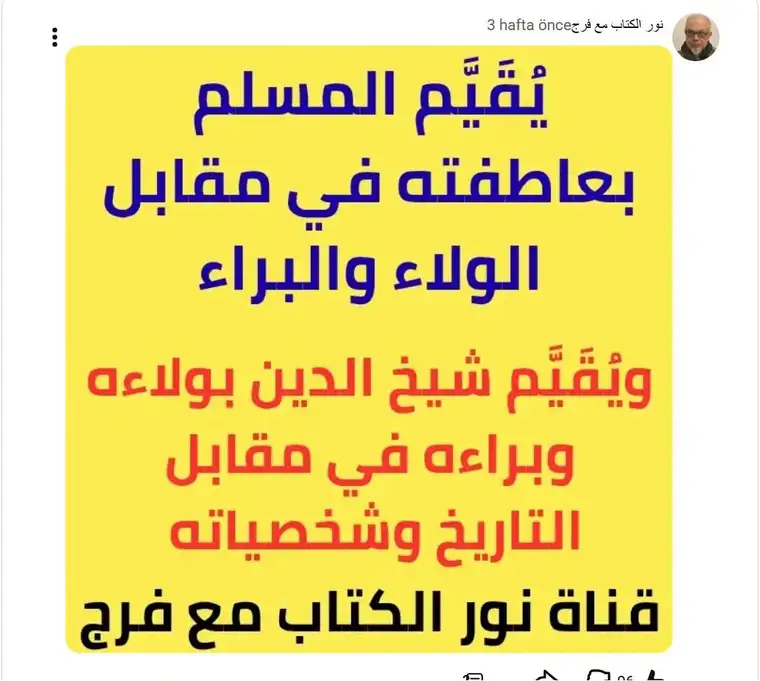 نور الكتاب مع فرج 3 hafta önce
يُقَيَّم المسلم
بعاطفته في مقابل
الولاء والبراء
ويُقَيَّم شيخ الدين بولاءه
وبراءه في مقابل
التاريخ وشخصياته
قناة نور الكتاب مع فرج